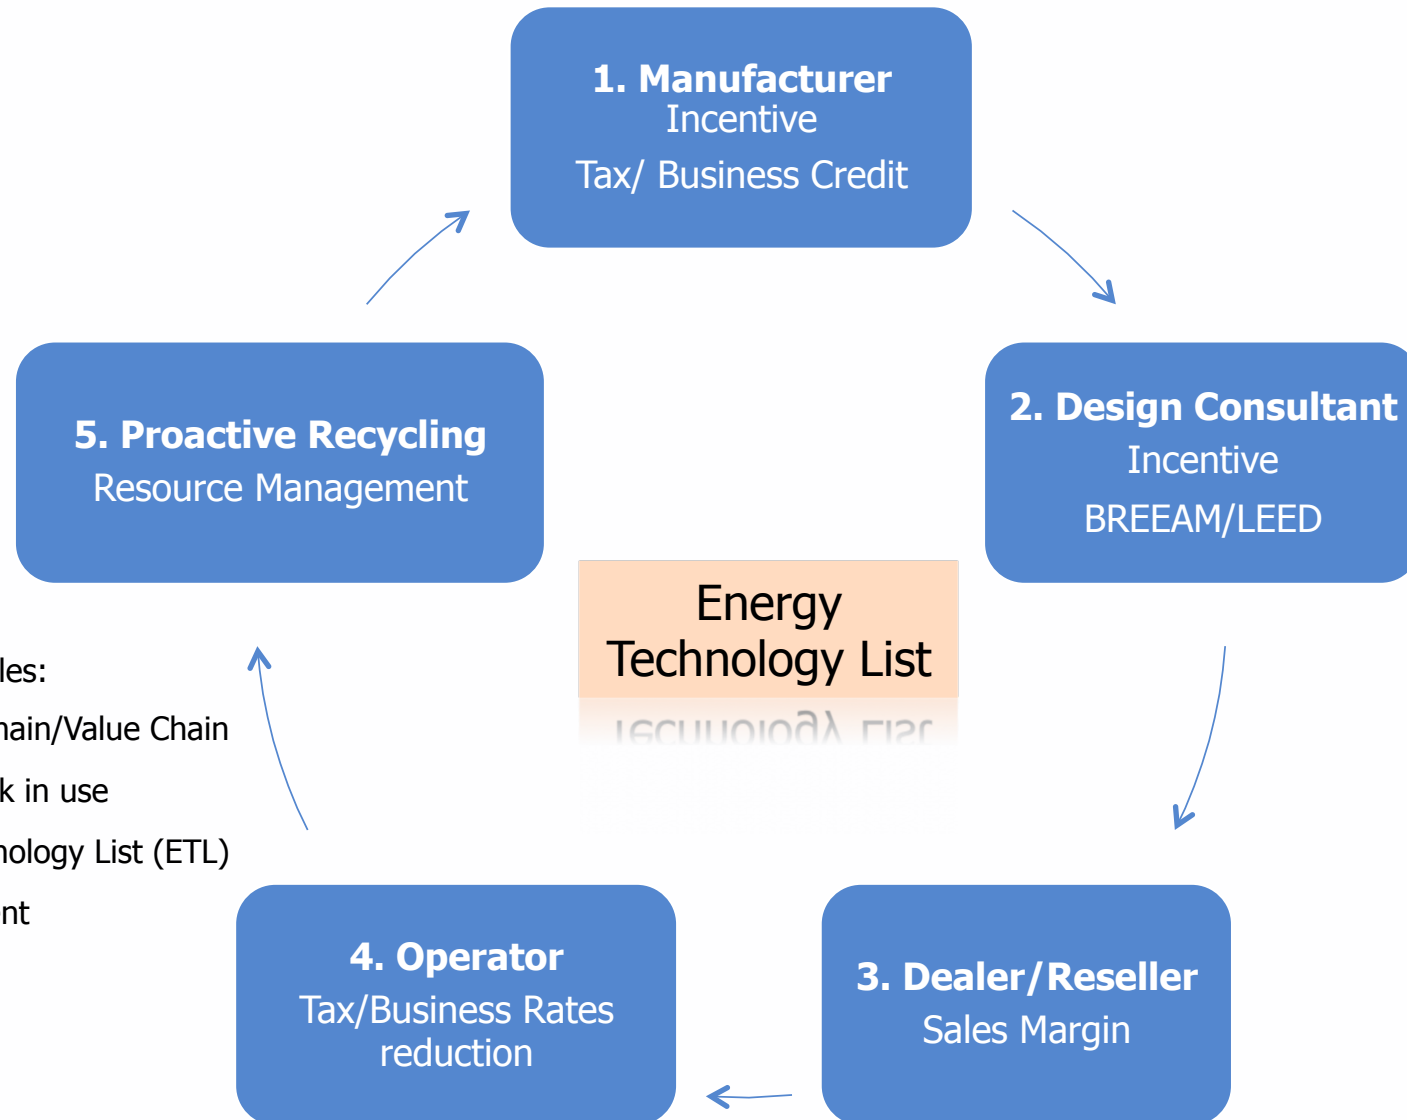 1. Manufacturer
Incentive
Tax/ Business Credit
2. Design Consultant
Incentive
BREEAM/LEED
5. Proactive Recycling
Resource Management
Energy
Technology List
les:
hain/Value Chain
k in use
nology List (ETL)
nt
4. Operator
Tax/Business Rates
reduction
3. Dealer/Reseller
Sales Margin